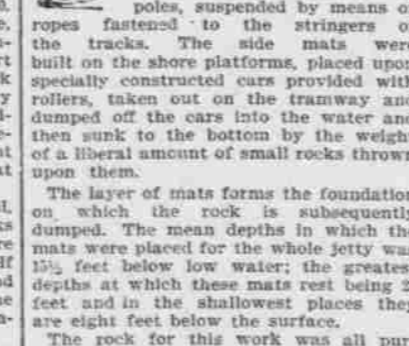 poles, suspended by means o
ropes fastened to the stringers o
the tracks. The side mats wer
built on the shore platforms, placed upon
specially constructed cars provided with
rollers, taken out on the tramway and
dumped off the cars into the water and
then sunk to the bottom by the weigh
of a liberal amount of small rocks thrown
upon them.
The layer of mats forms the foundation
on which the rock is subsequently
dumped. The mean depths in which the
mats were placed for the whole jetty wa
15½ feet below low water; the greates
depths at which these mats rest being 2
feet and in the shallowest places they
are eight feet below the surface.
The rock for this work was all pur